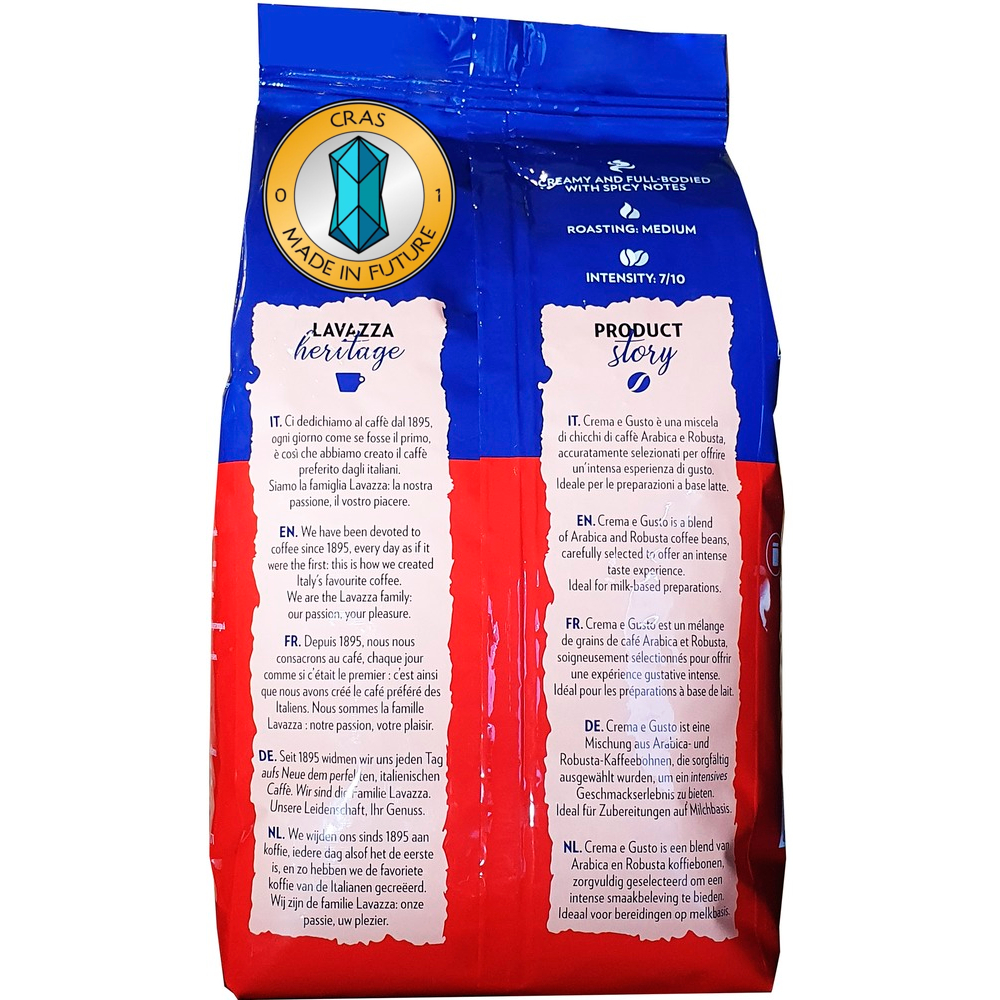 CRAS
0 1
MADE IN FUTURE
CREAMY AND FULL-BODIED
WITH SPICY NOTES
ROASTING: MEDIUM
INTENSITY: 7/10
LAVAZZA
heritage
IT. Ci dedichiamo al caffè dal 1895,
ogni giorno come se fosse il primo,
è così che abbiamo creato il caffè
preferito dagli italiani.
Siamo la famiglia Lavazza: la nostra
passione, il vostro piacere.
EN. We have been devoted to
coffee since 1895, every day as if it
were the first: this is how we created
Italy's favourite coffee.
We are the Lavazza family:
our passion, your pleasure.
FR. Depuis 1895, nous nous
consacrons au café, chaque jour
comme si c'était le premier : c'est ainsi
que nous avons créé le café préféré des
Italiens. Nous sommes la famille
Lavazza : notre passion, votre plaisir.
DE. Seit 1895 widmen wir uns jeden Tag
aufs Neue dem perfekten, italienischen
Caffè. Wir sind die Familie Lavazza.
Unsere Leidenschaft, Ihr Genuss.
NL. We wijden ons sinds 1895 aan
koffie, iedere dag alsof het de eerste
is, en zo hebben we de favoriete
koffie van de Italianen gecreëerd.
Wij zijn de familie Lavazza: onze
passie, uw plezier.
PRODUCT
story
IT. Crema e Gusto è una miscela
di chicchi di caffè Arabica e Robusta,
accuratamente selezionati per offrire
un'intensa esperienza di gusto.
Ideale per le preparazioni a base latte.
EN. Crema e Gusto is a blend
of Arabica and Robusta coffee beans,
carefully selected to offer an intense
taste experience.
Ideal for milk-based preparations.
FR. Crema e Gusto est un mélange
de grains de café Arabica et Robusta,
soigneusement sélectionnés pour offrir
une expérience gustative intense.
Idéal pour les préparations à base de lait.
DE. Crema e Gusto ist eine
Mischung aus Arabica- und
Robusta-Kaffeebohnen, die sorgfältig
ausgewählt wurden, um ein intensives
Geschmackserlebnis zu bieten.
Ideal für Zubereitungen auf Milchbasis.
NL. Crema e Gusto is een blend van
Arabica en Robusta koffiebonen,
zorgvuldig geselecteerd om een
intense smaakbeleving te bieden.
Ideaal voor bereidingen op melkbasis.